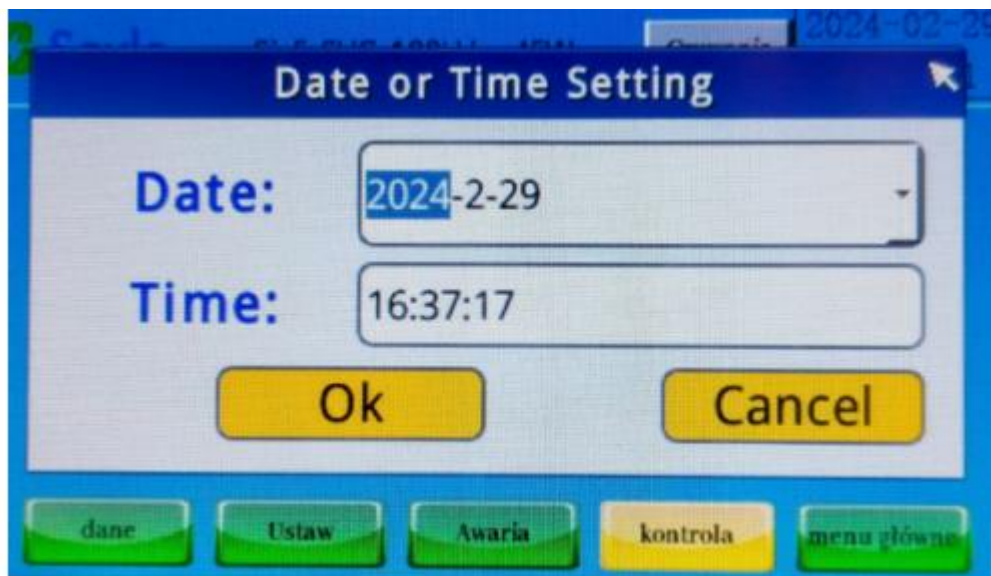 2024-02-29
Date or Time Setting
Date:
2024-2-29
Time:
16:37:17
Ok
Cancel
dane
Ustaw
Awaria
kontrola
menu główne